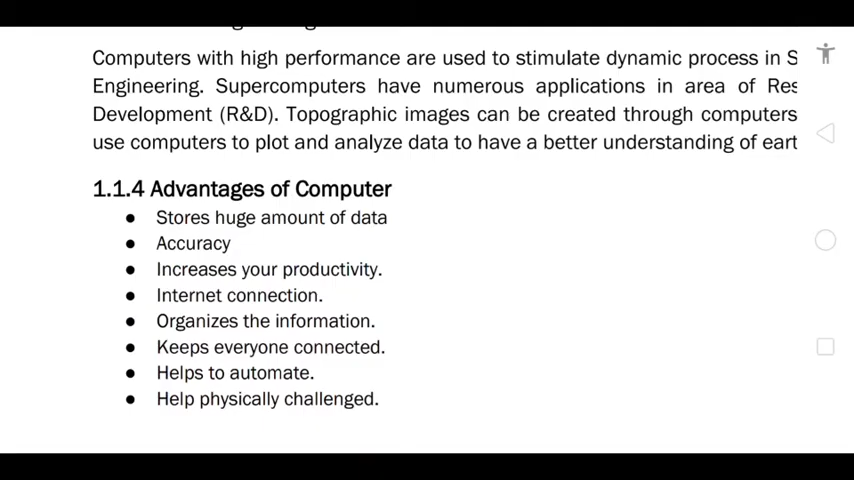 Computers with high performance are used to stimulate dynamic process in S
Engineering. Supercomputers have numerous applications in area of Res
Development (R&D). Topographic images can be created through computers
use computers to plot and analyze data to have a better understanding of eart
1.1.4 Advantages of Computer
● Stores huge amount of data
● Accuracy
● Increases your productivity.
● Internet connection.
● Organizes the information.
● Keeps everyone connected.
● Helps to automate.
● Help physically challenged.